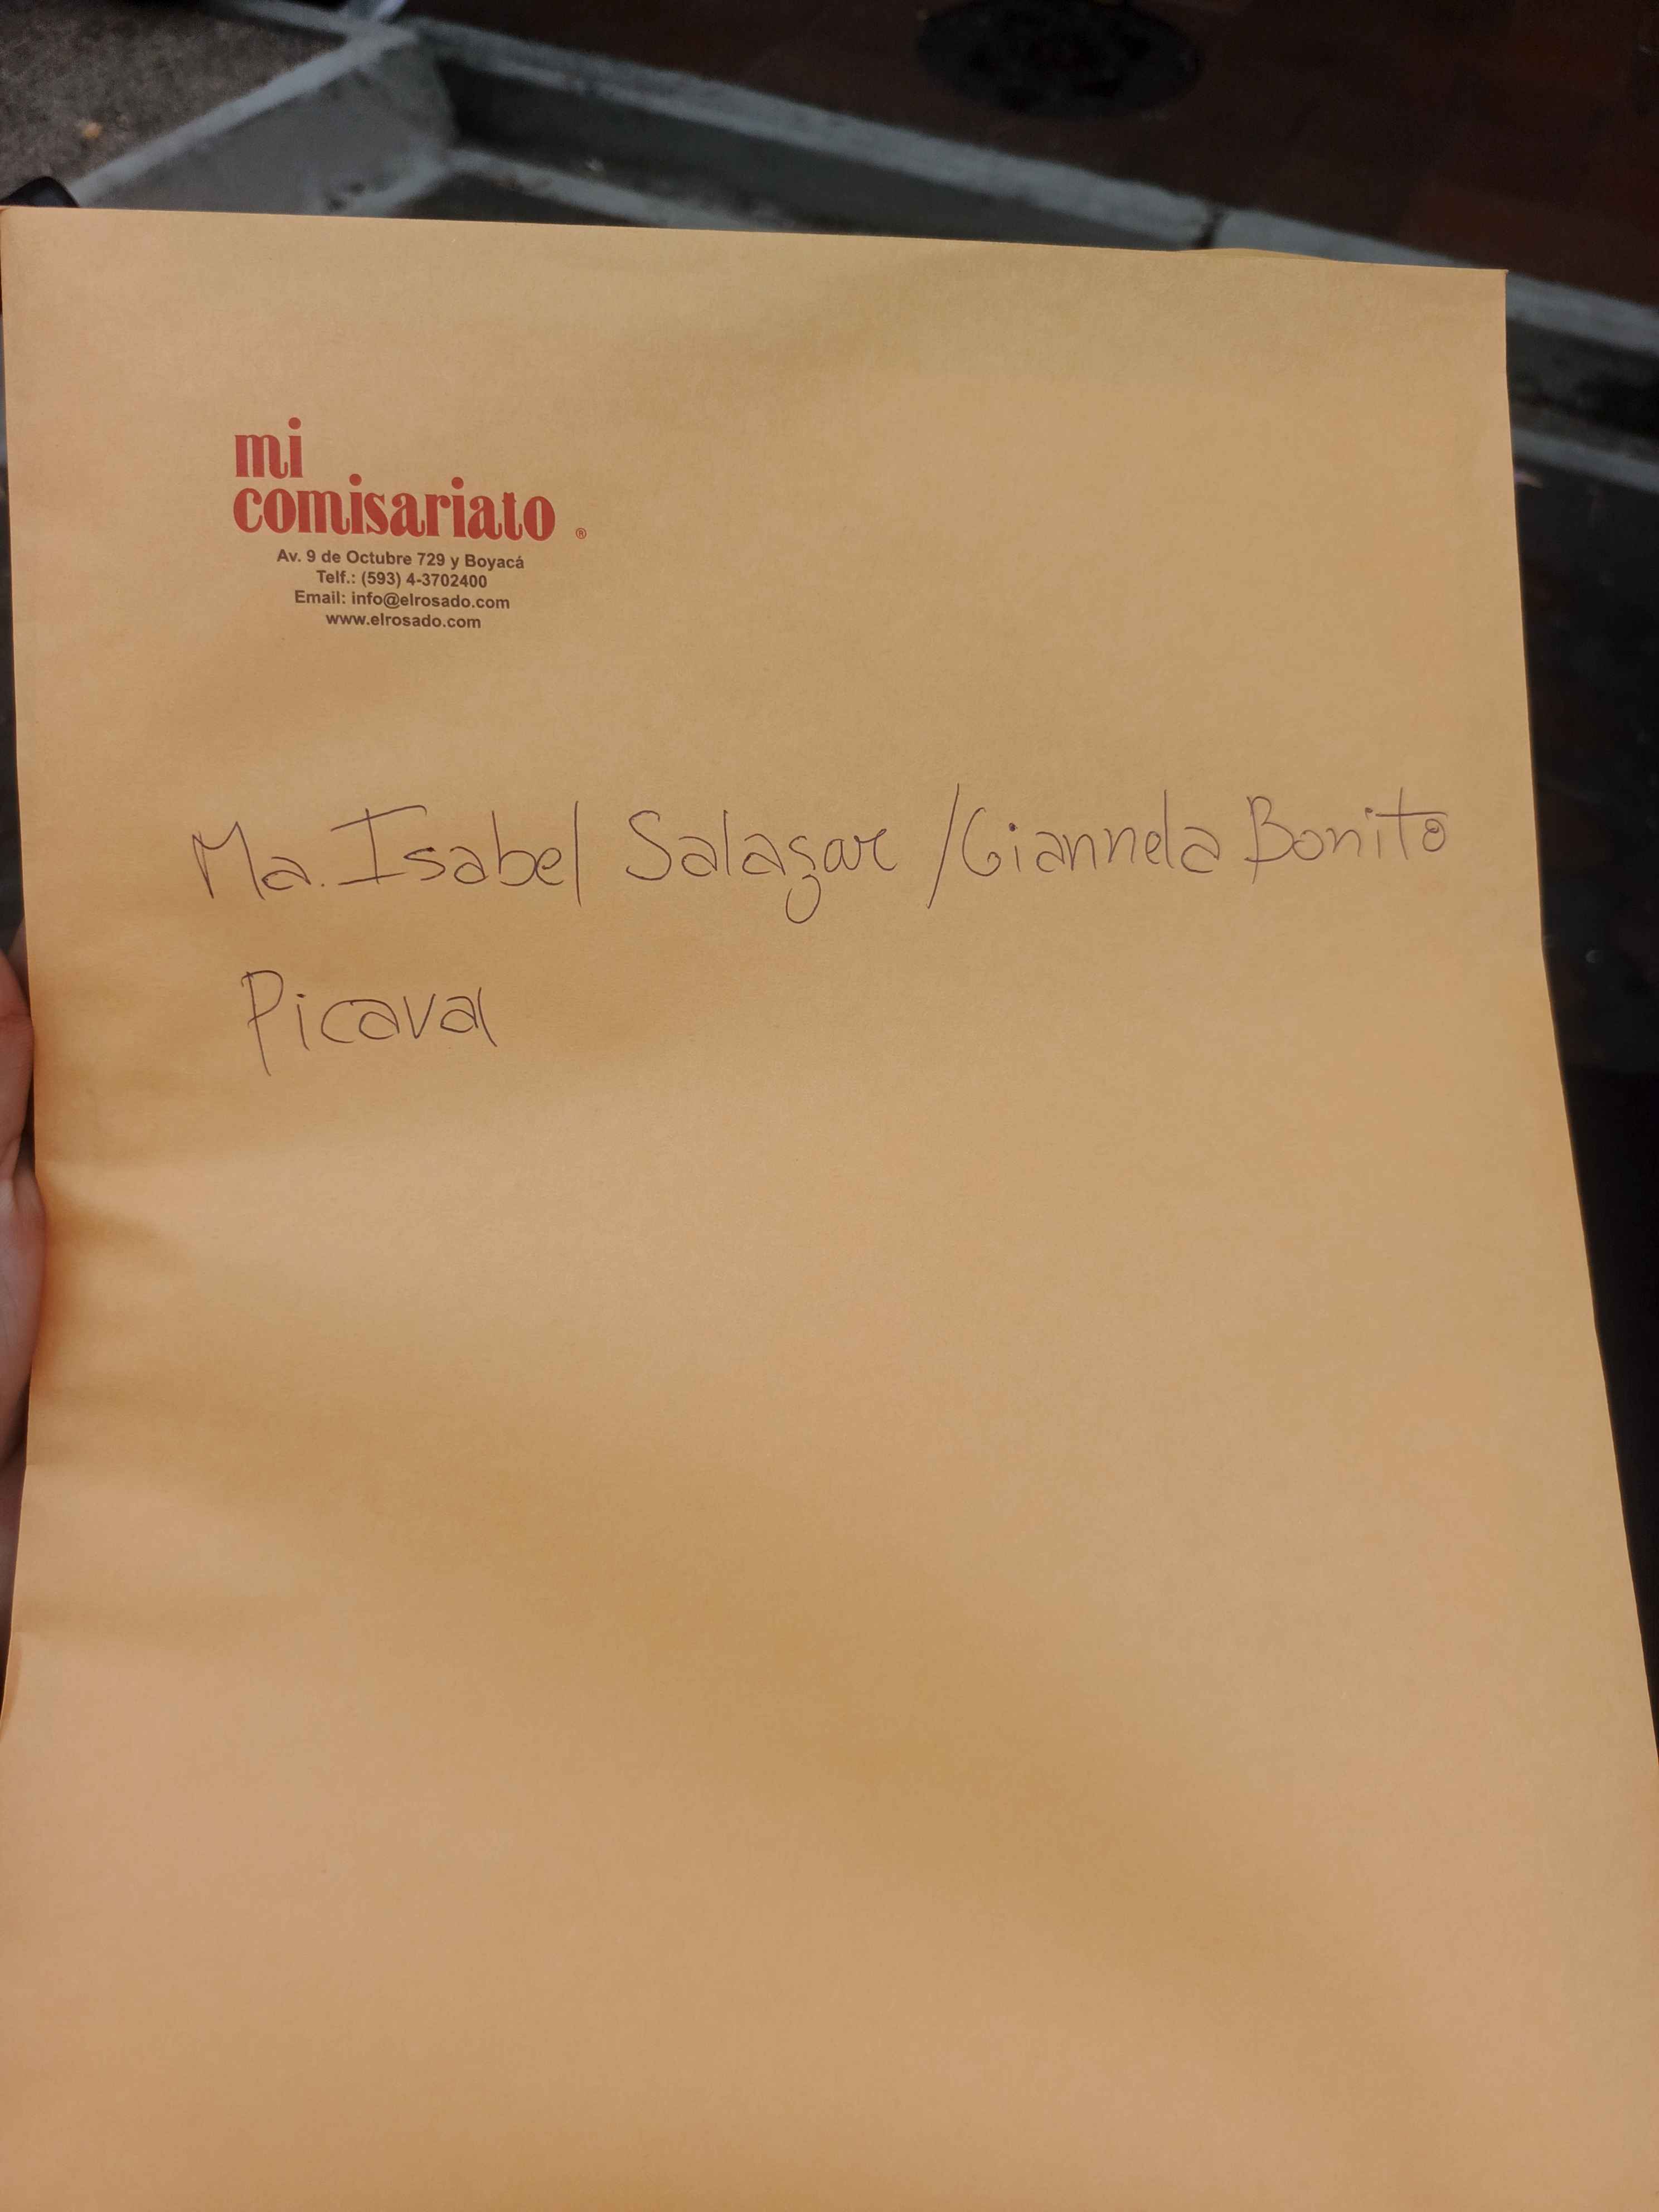 mi
comisariato ®
Av. 9 de Octubre 729 y Boyacá
Telf.: (593) 4-3702400
Email: info@elrosado.com
www.elrosado.com
Ma. Isabel Salazar / Giannela Bonito
Picaval